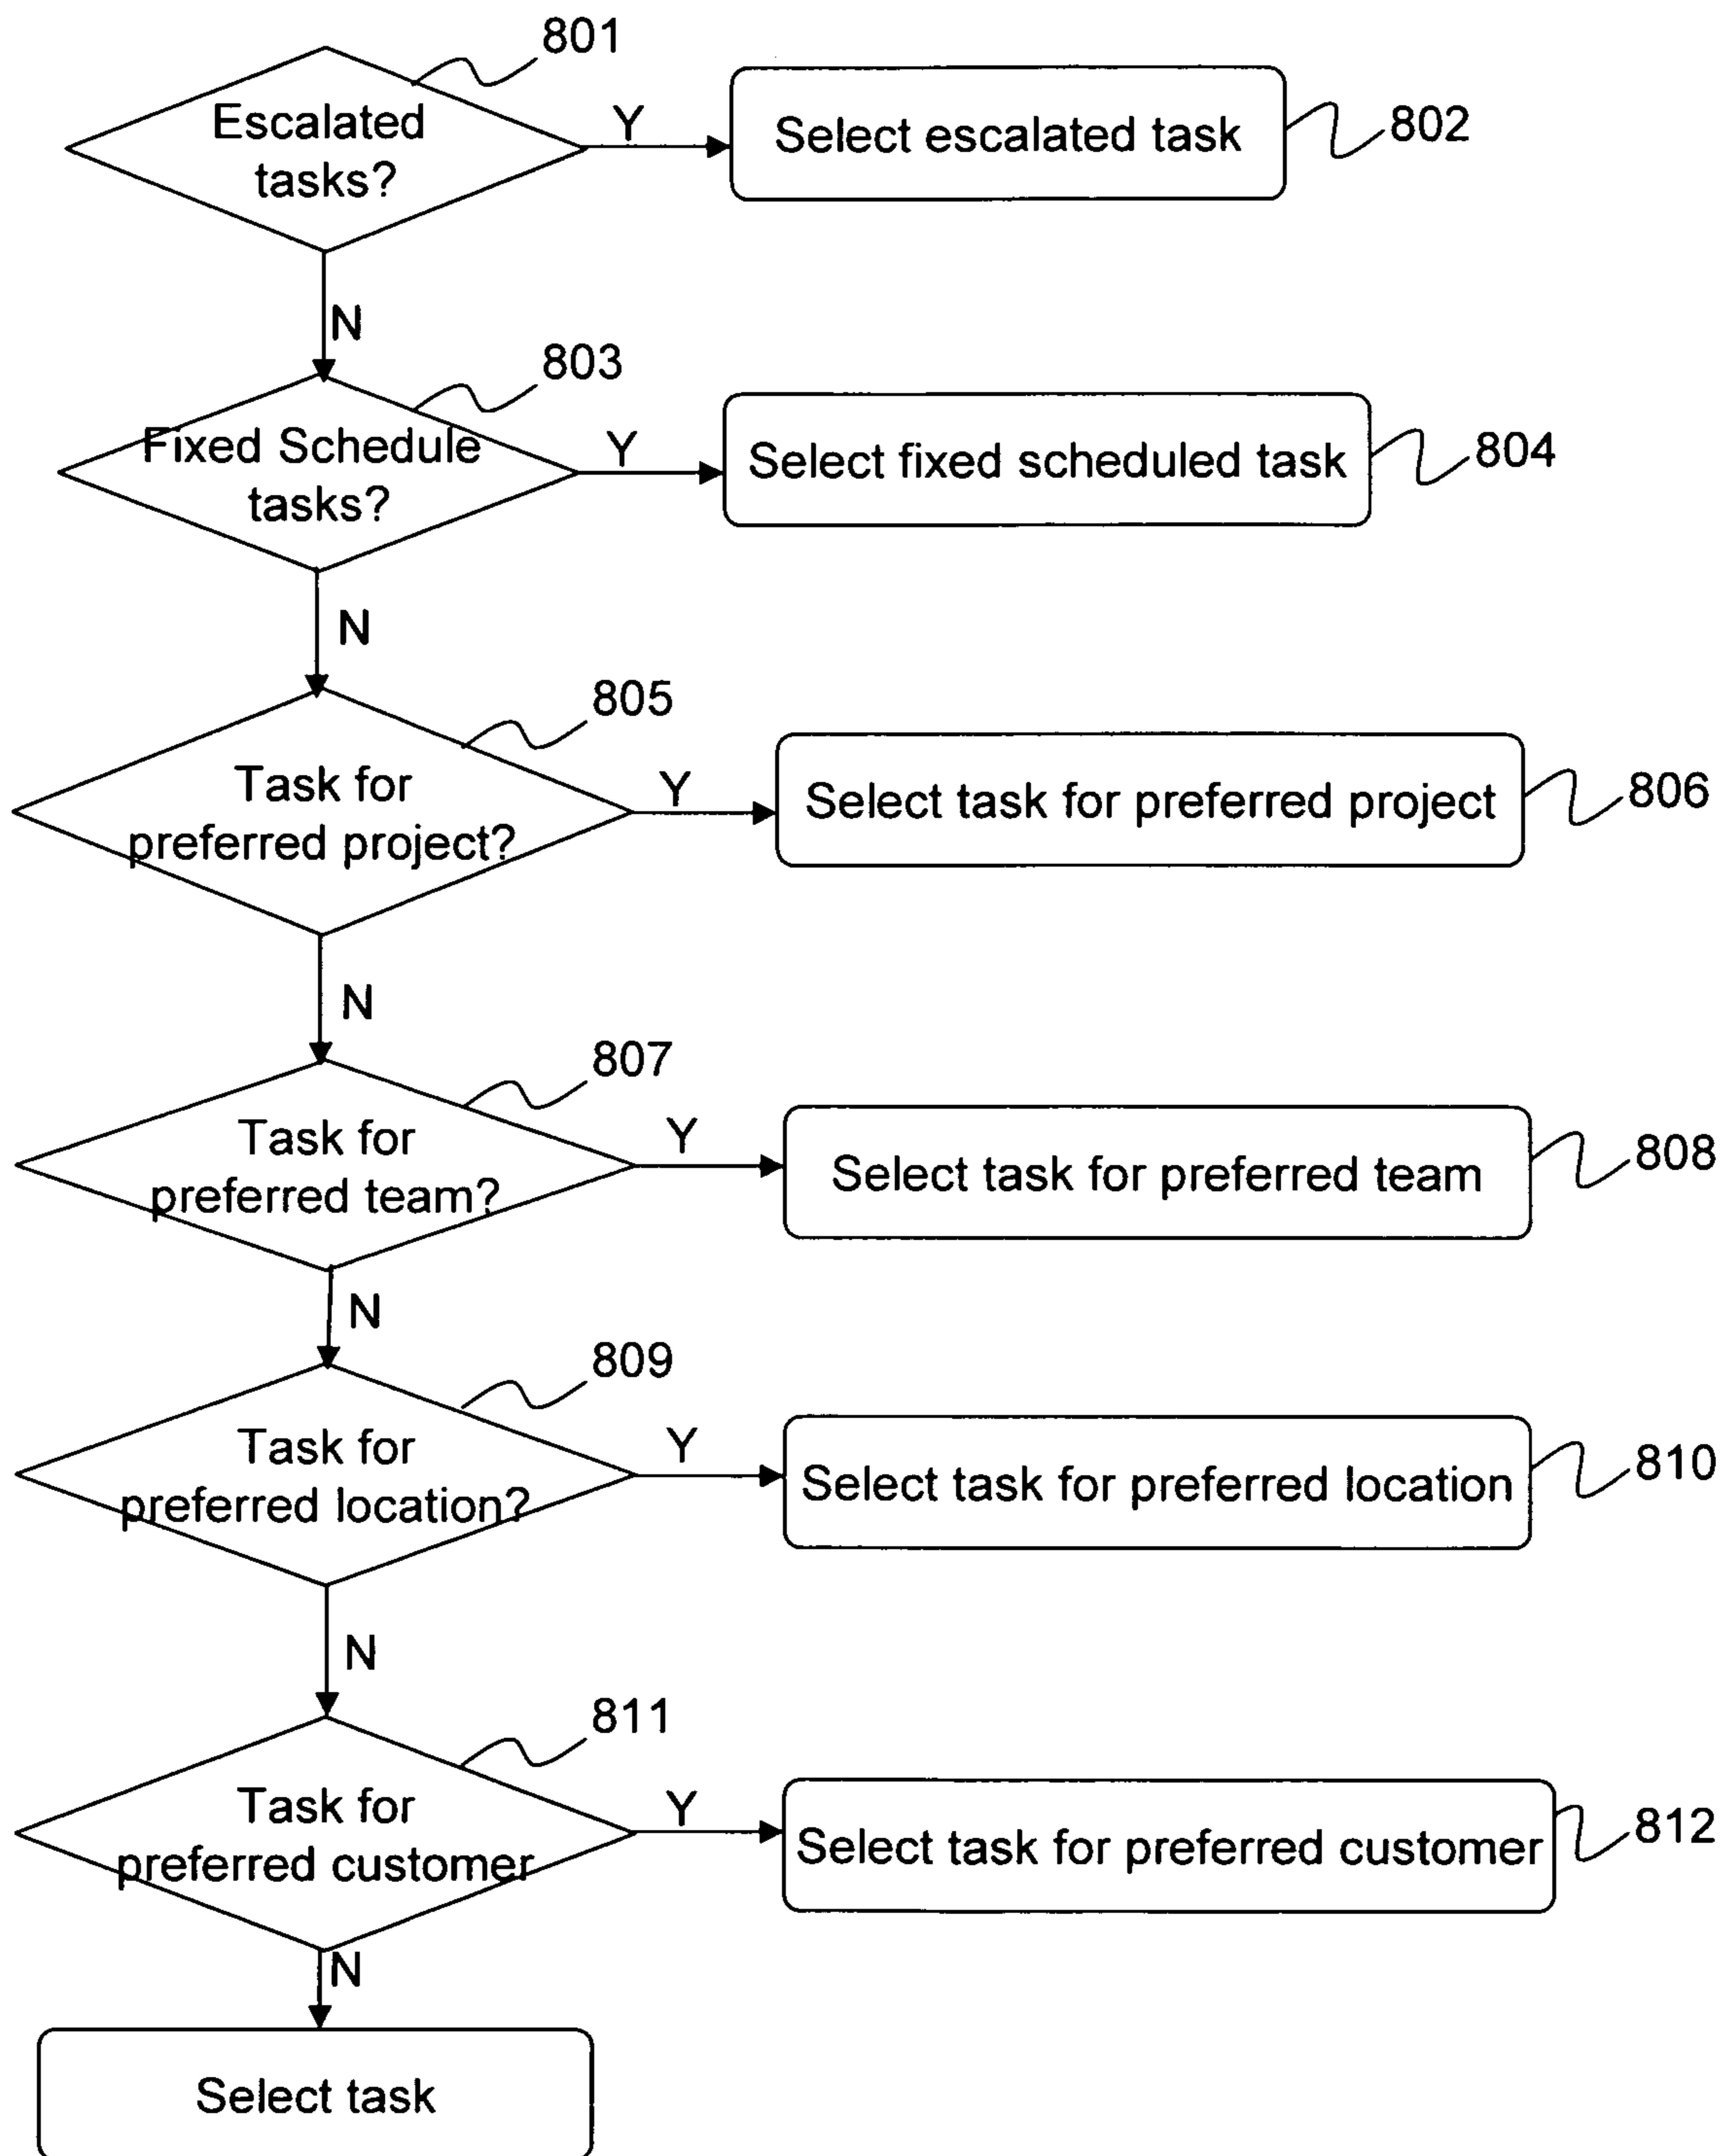 801
Escalated
tasks?
Y
Select escalated task
802
N
803
Fixed Schedule
tasks?
Y
Select fixed scheduled task
804
N
805
Task for
preferred project?
Y
Select task for preferred project
806
N
807
Task for
preferred team?
Y
Select task for preferred team
808
N
809
Task for
preferred location?
Y
Select task for preferred location
810
N
811
Task for
preferred customer
Y
Select task for preferred customer
812
N
Select task